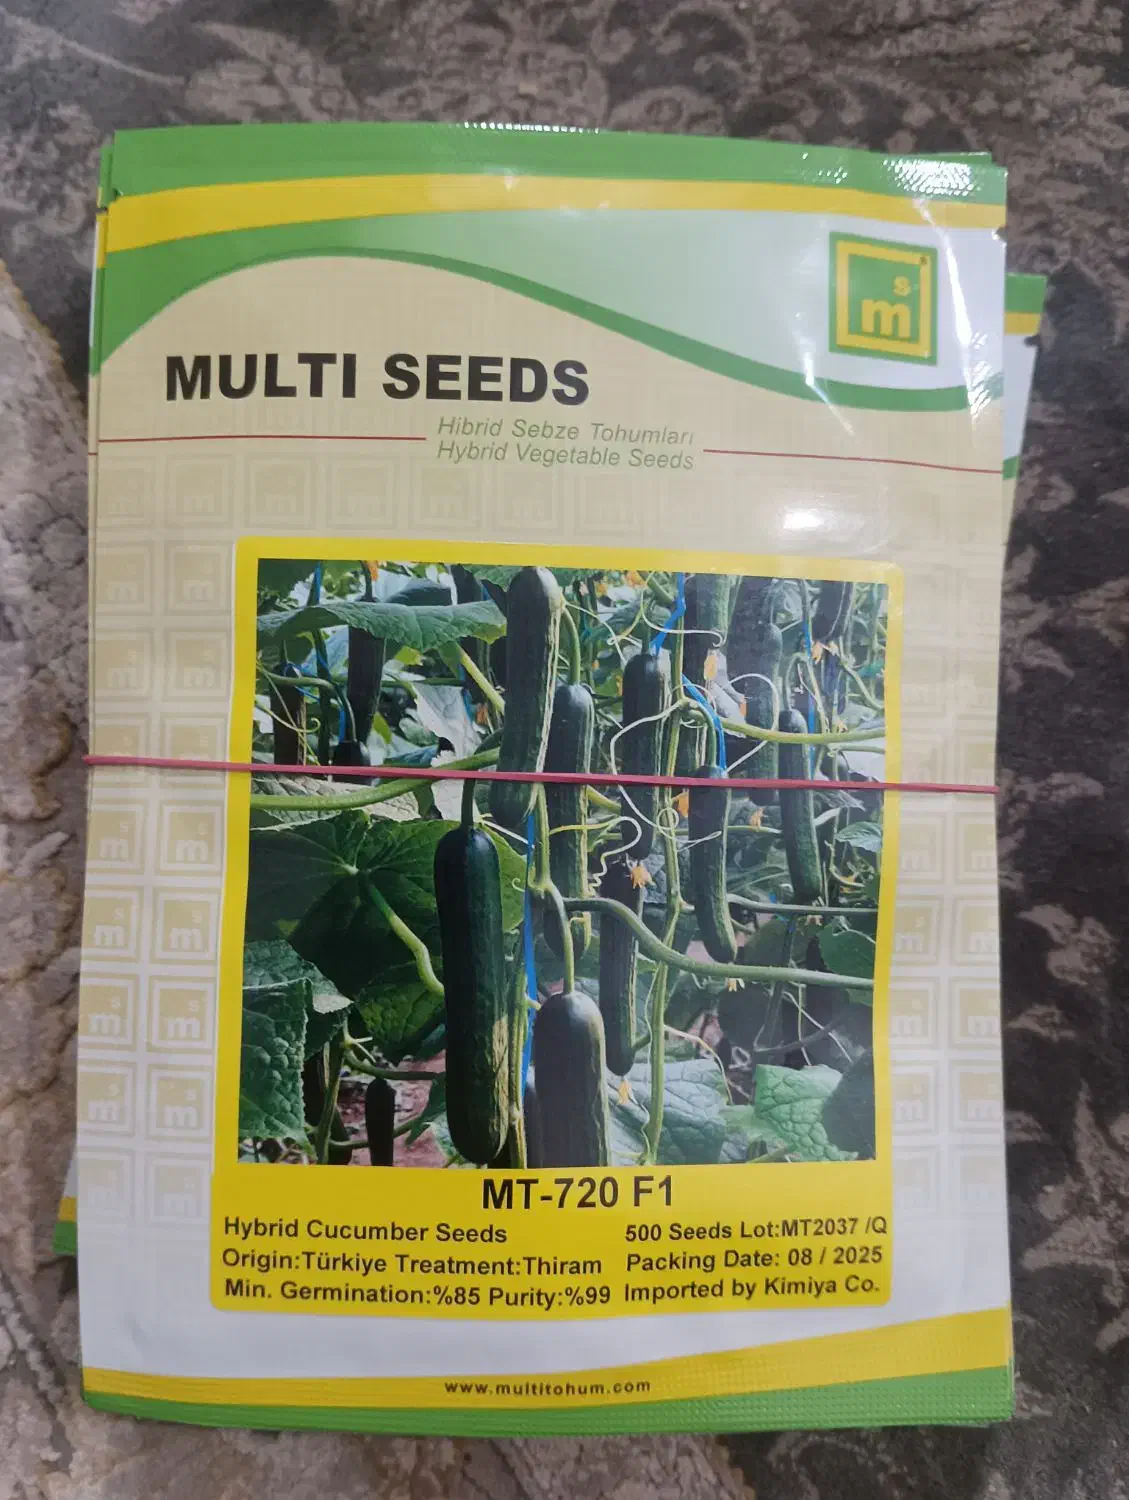 s
m
MULTI SEEDS
Hibrid Sebze Tohumları
Hybrid Vegetable Seeds
MT-720 F1
Hybrid Cucumber Seeds
500 Seeds Lot:MT2037 /Q
Origin:Türkiye Treatment:Thiram
Packing Date: 08 / 2025
Min. Germination:%85 Purity:%99
Imported by Kimiya Co.
www.multitohum.com